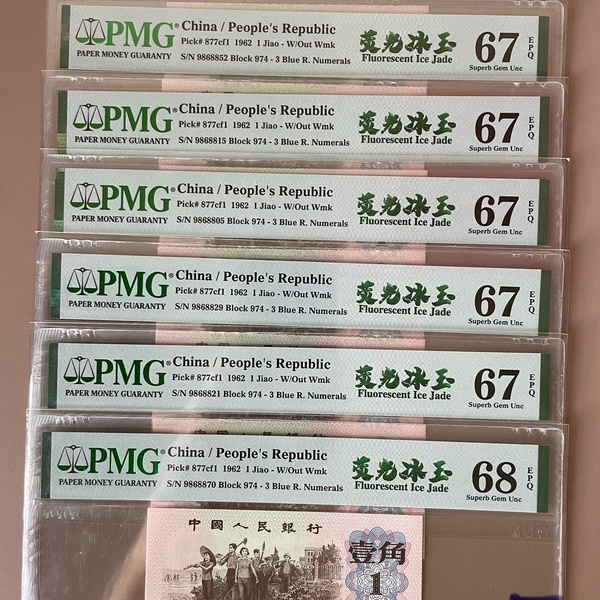 PMG®
PAPER MONEY GUARANTY
China / People's Republic
Pick# 877cf1 1962 1 Jiao - W/Out Wmk
S/N 9868852 Block 974 - 3 Blue R. Numerals
荧光冰玉
Fluorescent Ice Jade
67 EPQ
Superb Gem Unc
PMG®
PAPER MONEY GUARANTY
China / People's Republic
Pick# 877cf1 1962 1 Jiao - W/Out Wmk
S/N 9868815 Block 974 - 3 Blue R. Numerals
荧光冰玉
Fluorescent Ice Jade
67 EPQ
Superb Gem Unc
PMG®
PAPER MONEY GUARANTY
China / People's Republic
Pick# 877cf1 1962 1 Jiao - W/Out Wmk
S/N 9868805 Block 974 - 3 Blue R. Numerals
荧光冰玉
Fluorescent Ice Jade
67 EPQ
Superb Gem Unc
PMG®
PAPER MONEY GUARANTY
China / People's Republic
Pick# 877cf1 1962 1 Jiao - W/Out Wmk
S/N 9868829 Block 974 - 3 Blue R. Numerals
荧光冰玉
Fluorescent Ice Jade
67 EPQ
Superb Gem Unc
PMG®
PAPER MONEY GUARANTY
China / People's Republic
Pick# 877cf1 1962 1 Jiao - W/Out Wmk
S/N 9868821 Block 974 - 3 Blue R. Numerals
荧光冰玉
Fluorescent Ice Jade
67 EPQ
Superb Gem Unc
PMG®
PAPER MONEY GUARANTY
China / People's Republic
Pick# 877cf1 1962 1 Jiao - W/Out Wmk
S/N 9868870 Block 974 - 3 Blue R. Numerals
荧光冰玉
Fluorescent Ice Jade
68 EPQ
Superb Gem Unc
中國人民銀行
壹角
1